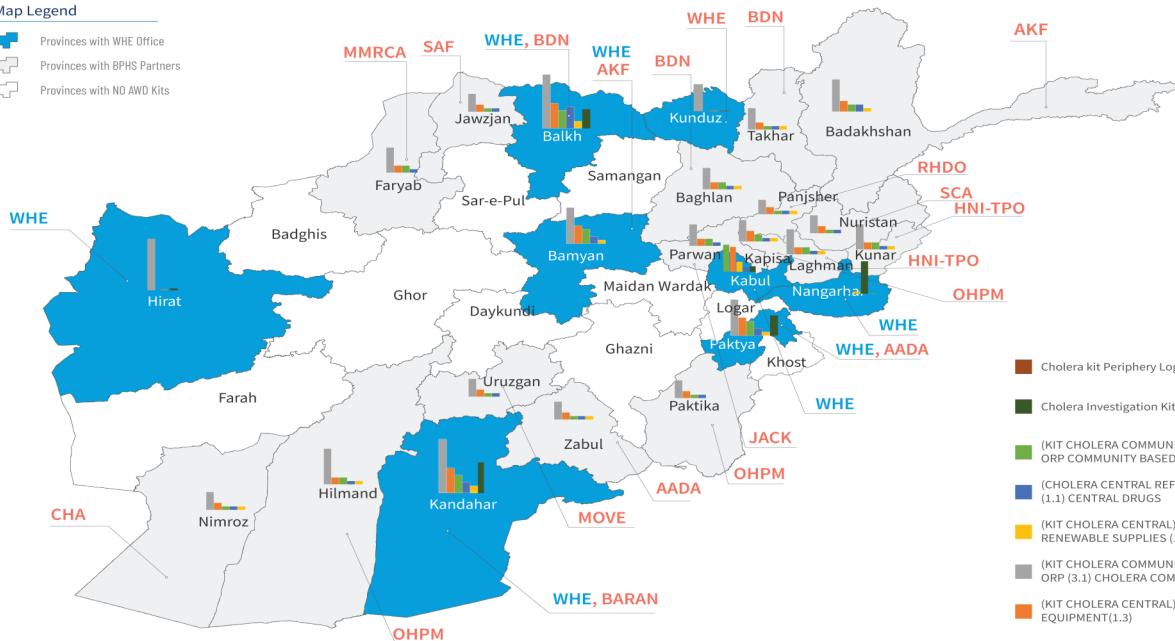 Map Legend
Provinces with WHE Office
Provinces with BPHS Partners
Provinces with NO AWD Kits
MMRCA
SAF
WHE, BDN
WHE
AKF
BDN
WHE
BDN
AKF
Jawzjan
Balkh
Kunduz
Takhar
Badakhshan
Faryab
Samangan
Baghlan
Panjsher
RHDO
Sar-e-Pul
SCA
HNI-TPO
WHE
Badghis
Nuristan
Bamyan
Parwan
Kapisa
Laghman
Kunar
HNI-TPO
Hirat
Ghor
Maidan Wardak
Kabul
Nangarha
OHPM
Daykundi
Logar
WHE
Ghazni
Paktya
WHE, AADA
Khost
Farah
Uruzgan
Paktika
WHE
Zabul
JACK
Hilmand
Kandahar
OHPM
AADA
Nimroz
CHA
MOVE
WHE, BARAN
OHPM
Cholera kit Periphery Log
Cholera Investigation Kit
(KIT CHOLERA COMMUNI
ORP COMMUNITY BASED
(CHOLERA CENTRAL REF
(1.1) CENTRAL DRUGS
(KIT CHOLERA CENTRAL)
RENEWABLE SUPPLIES (1
(KIT CHOLERA COMMUNI
ORP (3.1) CHOLERA COM
(KIT CHOLERA CENTRAL)
EQUIPMENT(1.3)